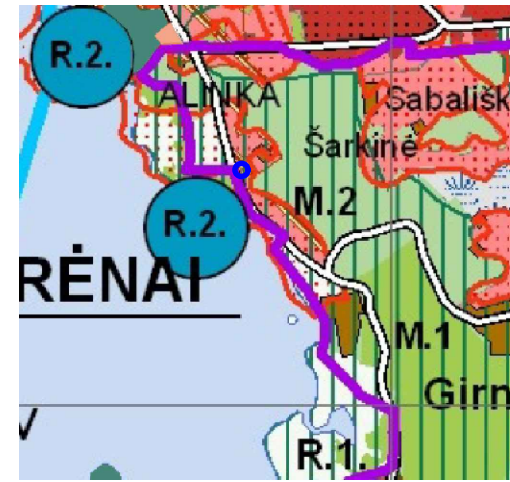 R.2.
ALINKA
Sabališk
Šarkinė
M.2
R.2.
RĖNAI
M.1
Girn
V
R.1.